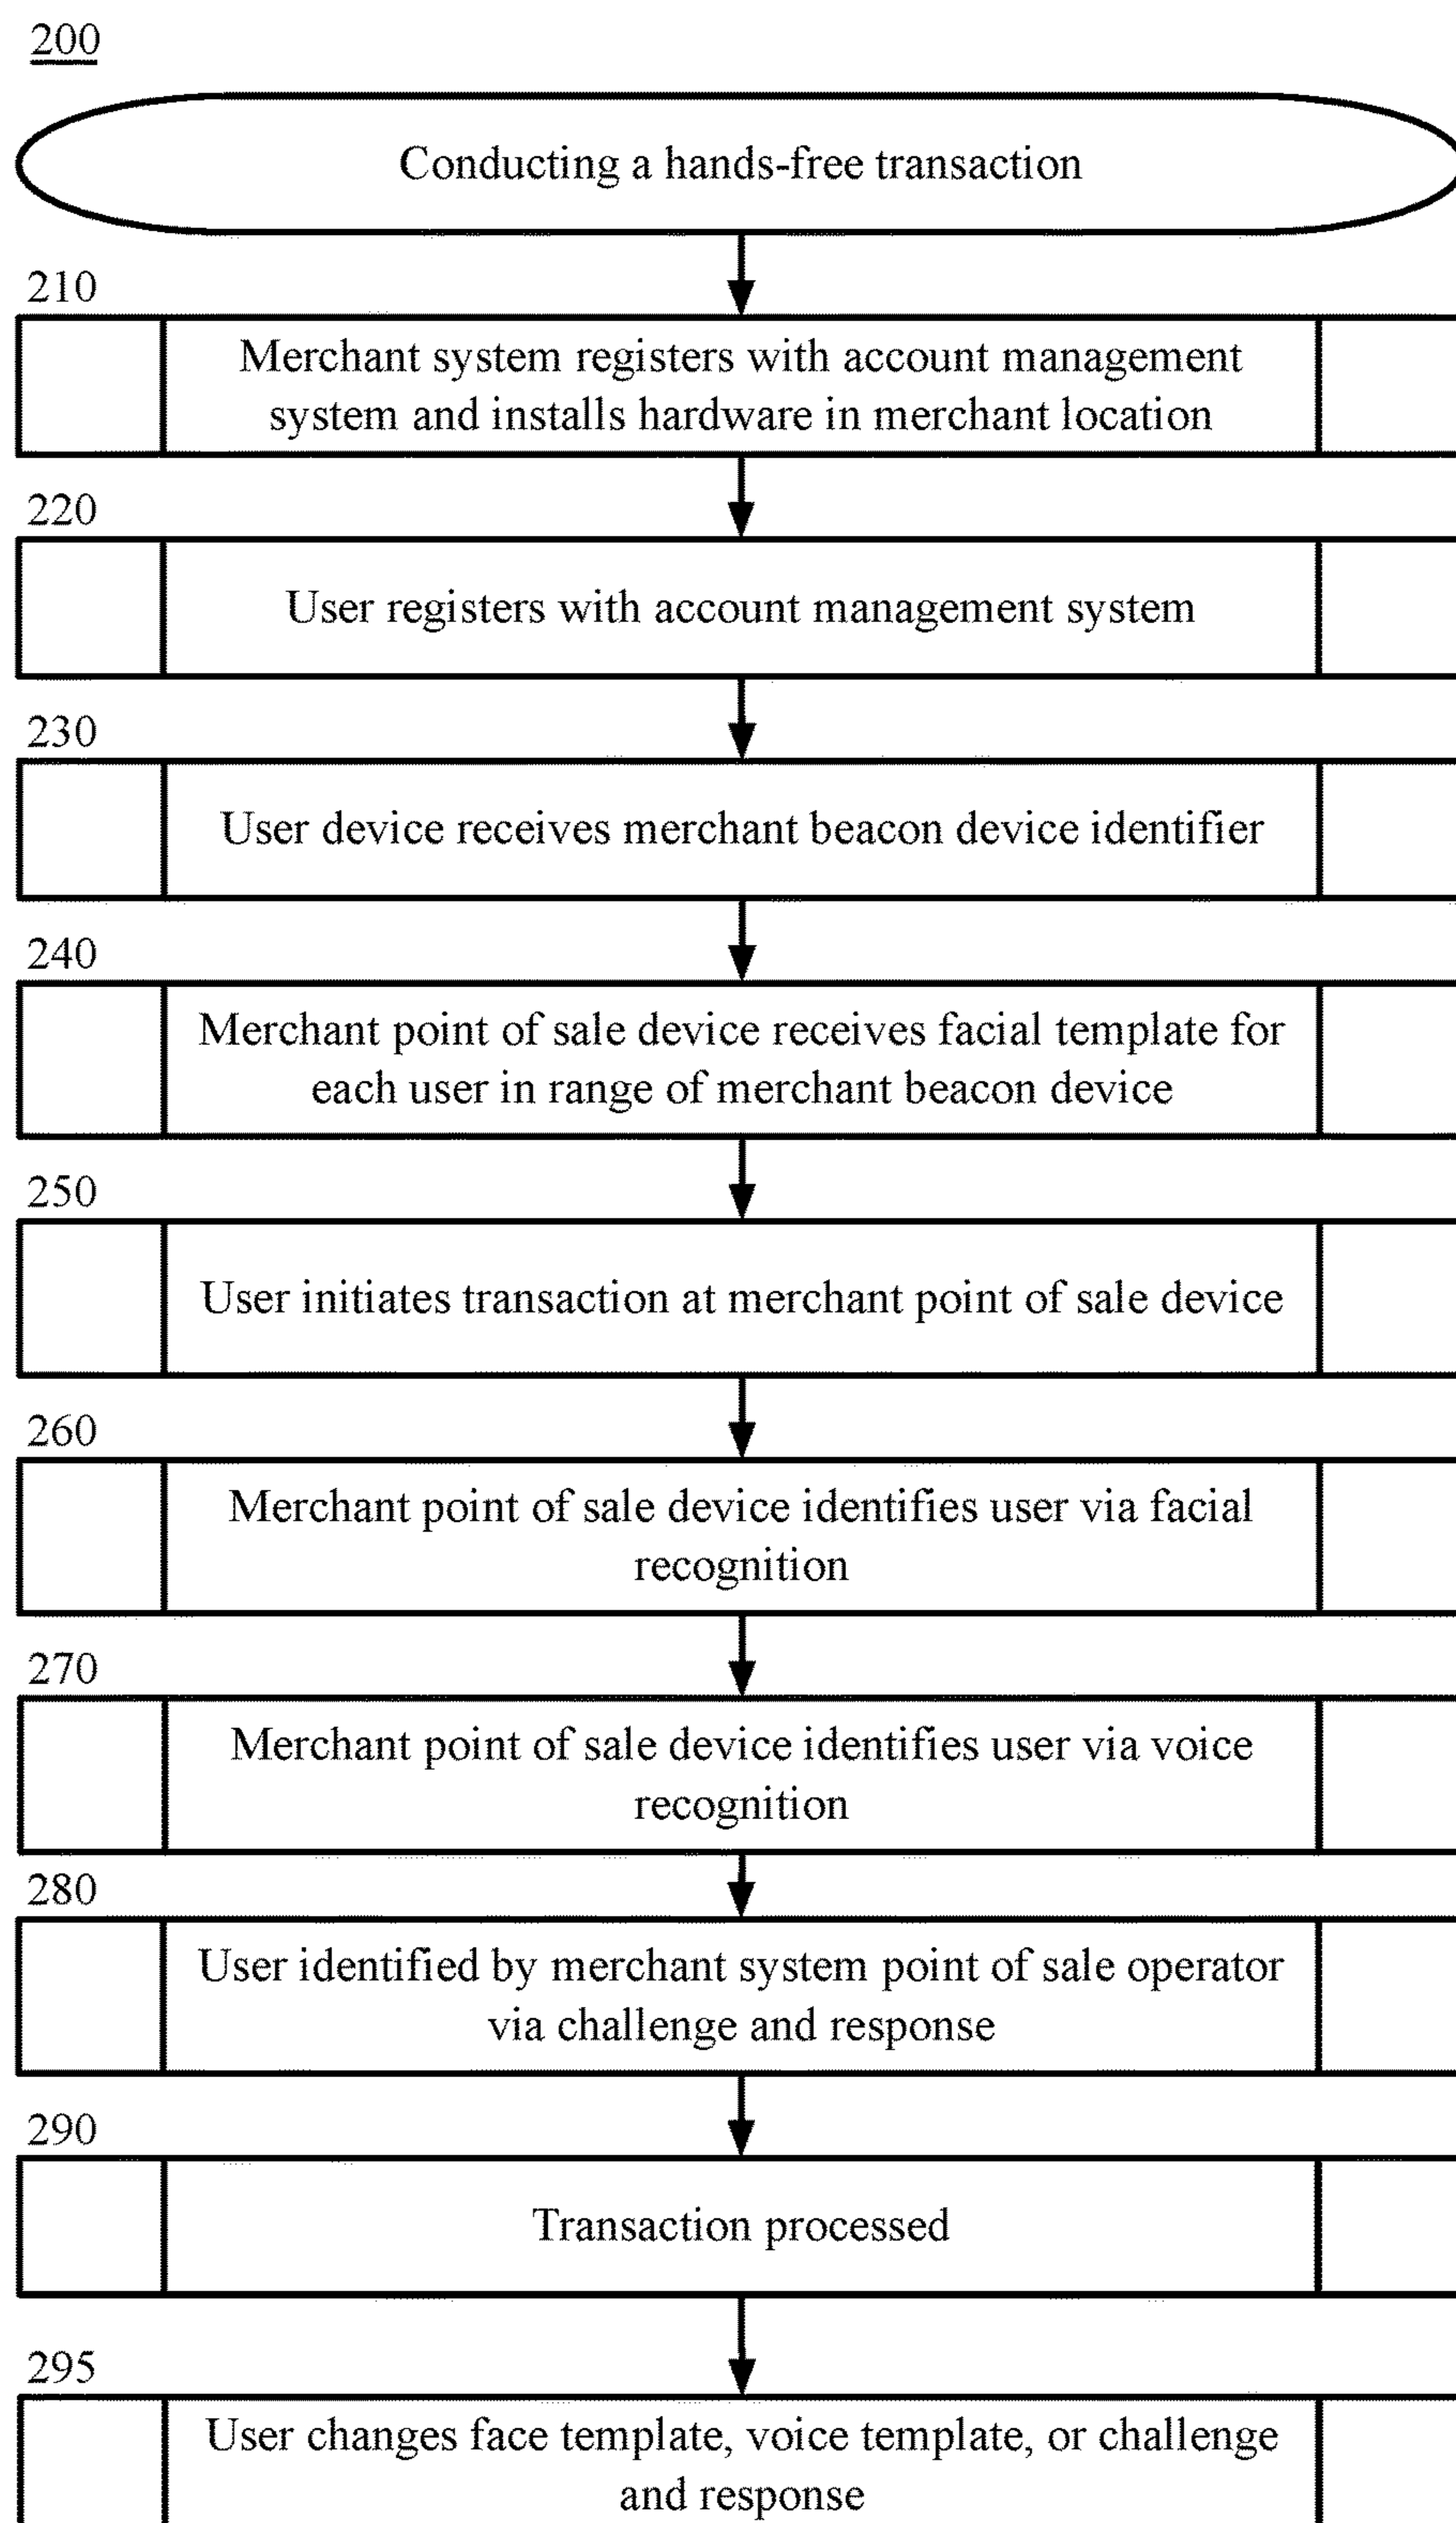 200
Conducting a hands-free transaction
210
Merchant system registers with account management
system and installs hardware in merchant location
220
User registers with account management system
230
User device receives merchant beacon device identifier
240
Merchant point of sale device receives facial template for
each user in range of merchant beacon device
250
User initiates transaction at merchant point of sale device
260
Merchant point of sale device identifies user via facial
recognition
270
Merchant point of sale device identifies user via voice
recognition
280
User identified by merchant system point of sale operator
via challenge and response
290
Transaction processed
295
User changes face template, voice template, or challenge
and response